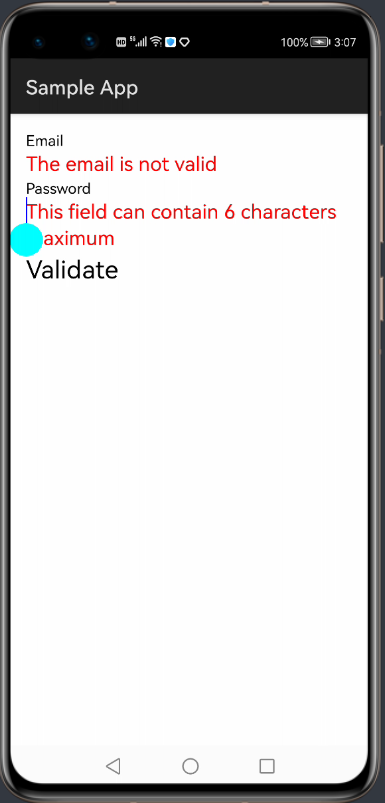 100% 3:07
Sample App
Email
The email is not valid
Password
This field can contain 6 characters
aximum
Validate